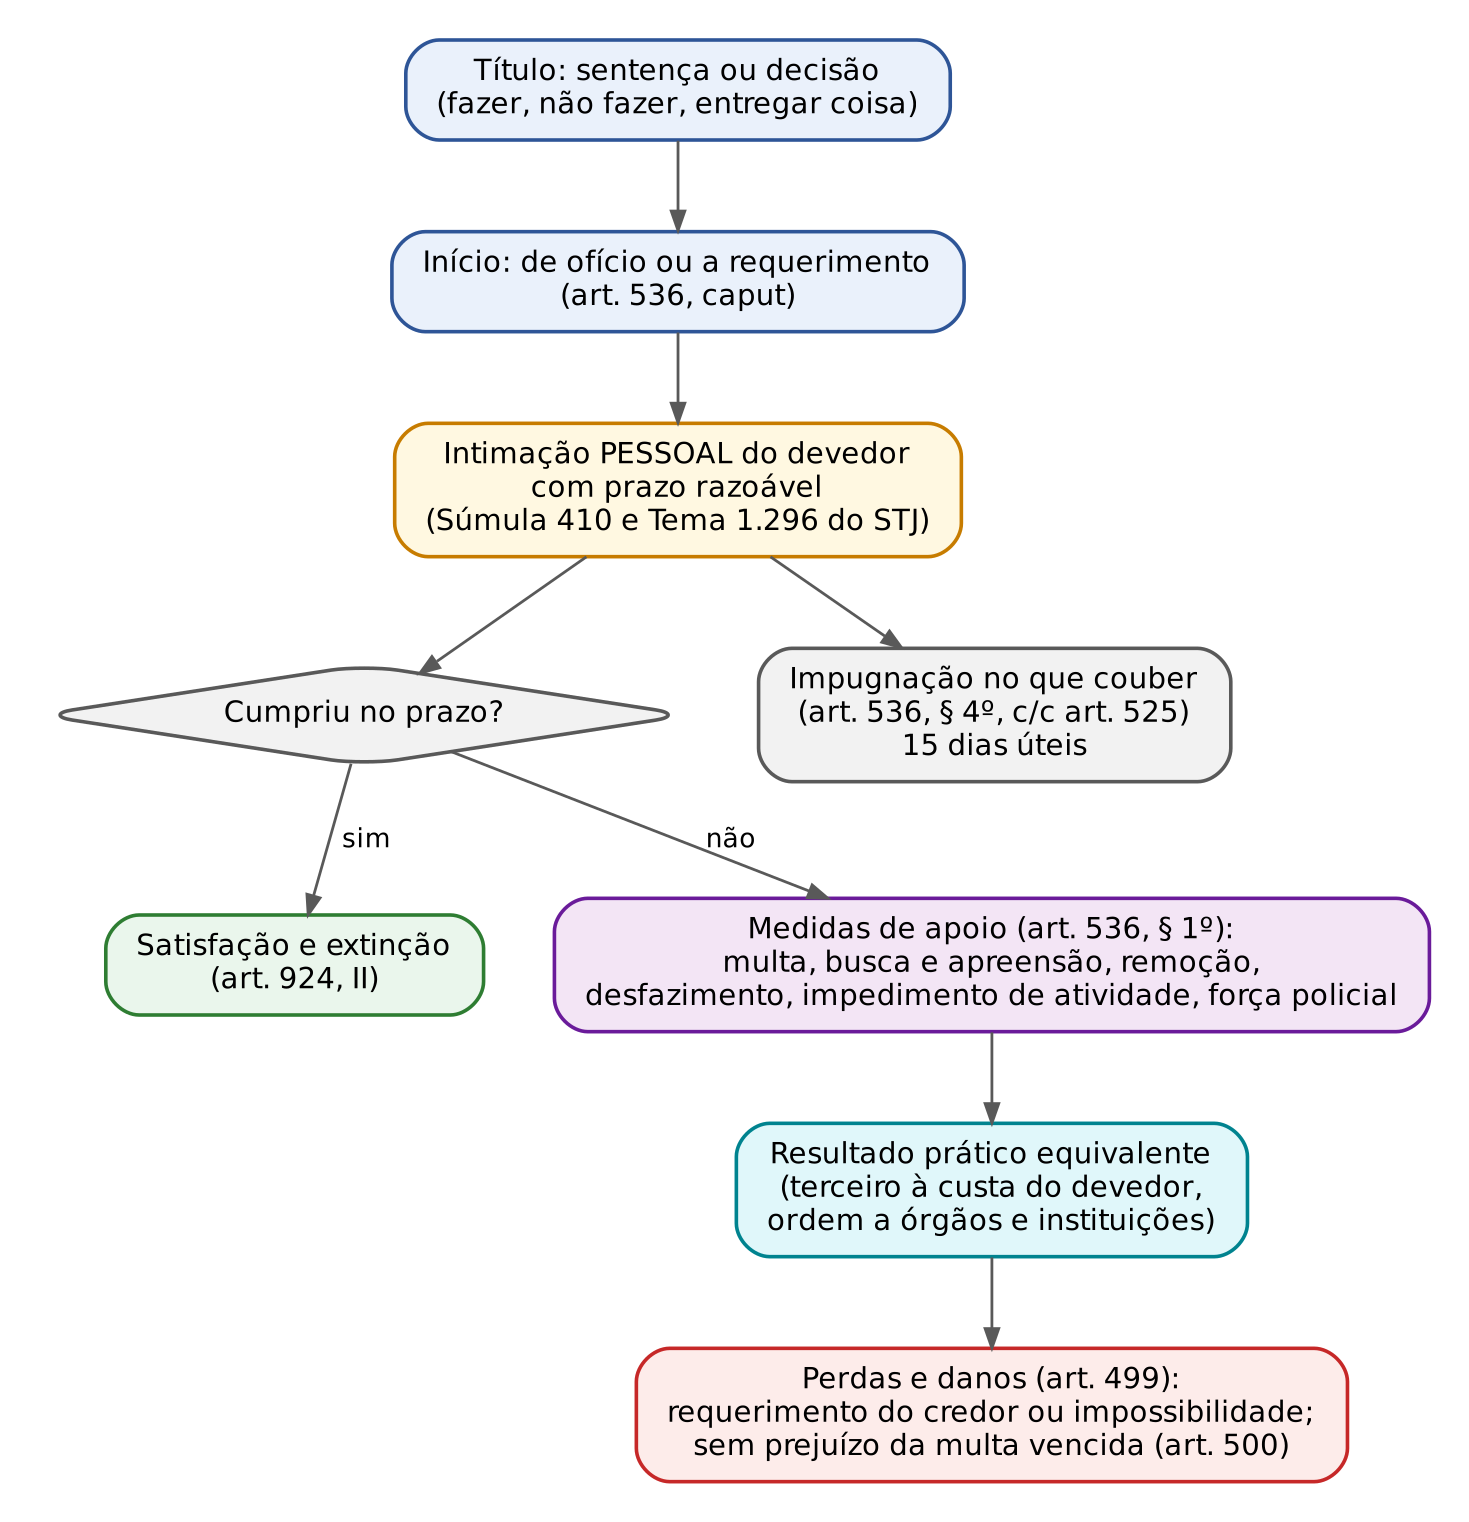 Título: sentença ou decisão
(fazer, não fazer, entregar coisa)
Início: de ofício ou a requerimento
(art. 536, caput)
Intimação PESSOAL do devedor
com prazo razoável
(Súmula 410 e Tema 1.296 do STJ)
Cumpriu no prazo?
Impugnação no que couber
(art. 536, § 4º, c/c art. 525)
15 dias úteis
sim
não
Satisfação e extinção
(art. 924, II)
Medidas de apoio (art. 536, § 1º):
multa, busca e apreensão, remoção,
desfazimento, impedimento de atividade, força policial
Resultado prático equivalente
(terceiro à custa do devedor,
ordem a órgãos e instituições)
Perdas e danos (art. 499):
requerimento do credor ou impossibilidade;
sem prejuízo da multa vencida (art. 500)